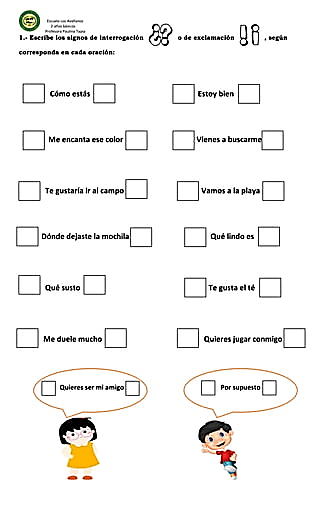 Escuela Los Avellanos
2 años básicos
Profesora Paulina Tapia
1.- Escribe los signos de interrogación ¿? o de exclamación ¡! , según
corresponda en cada oración:
Cómo estás
Estoy bien
Me encanta ese color
Vienes a buscarme
Te gustaría ir al campo
Vamos a la playa
Dónde dejaste la mochila
Qué lindo es
Qué susto
Te gusta el té
Me duele mucho
Quieres jugar conmigo
Quieres ser mi amigo
Por supuesto